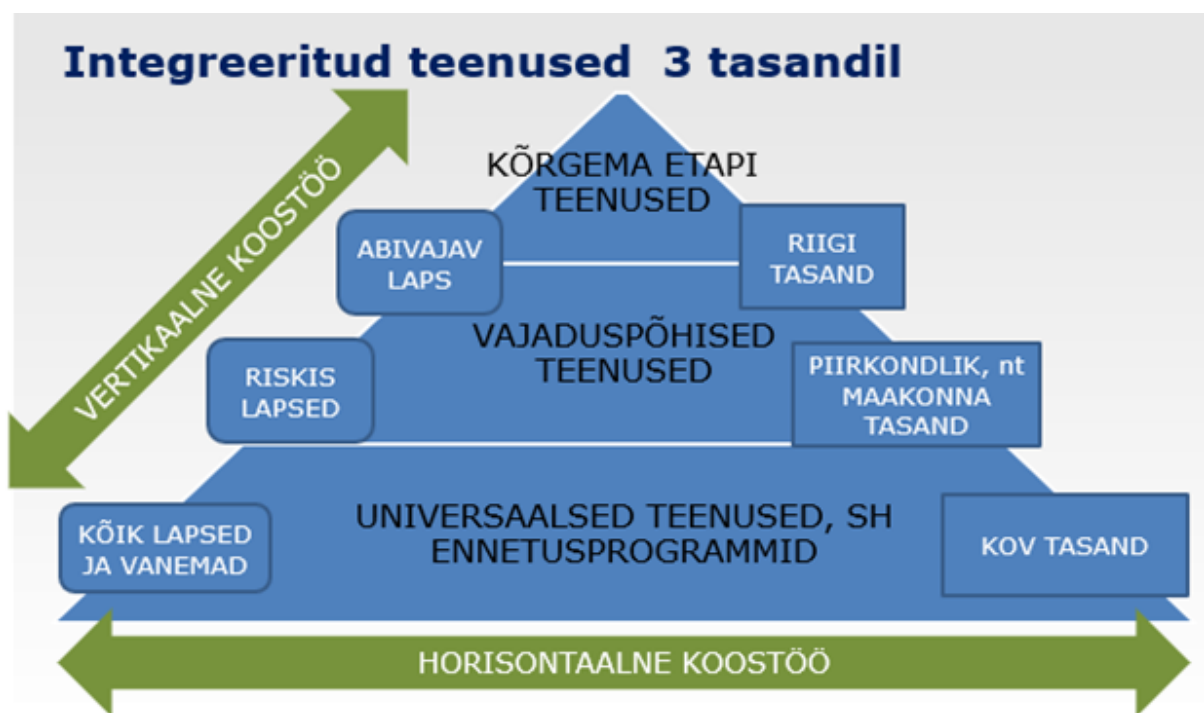 Integreeritud teenused 3 tasandil
VERTIKAALNE KOOSTÖÖ
KÕRGEMA ETAPI
TEENUSED
ABIVAJAV
LAPS
RIIGI
TASAND
VAJADUSPÕHISED
TEENUSED
RISKIS
LAPSED
PIIRKONDLIK, nt
MAAKONNA
TASAND
UNIVERSAALSED TEENUSED, SH
ENNETUSPROGRAMMID
KÕIK LAPSED
JA VANEMAD
KOV TASAND
HORISONTAALNE KOOSTÖÖ